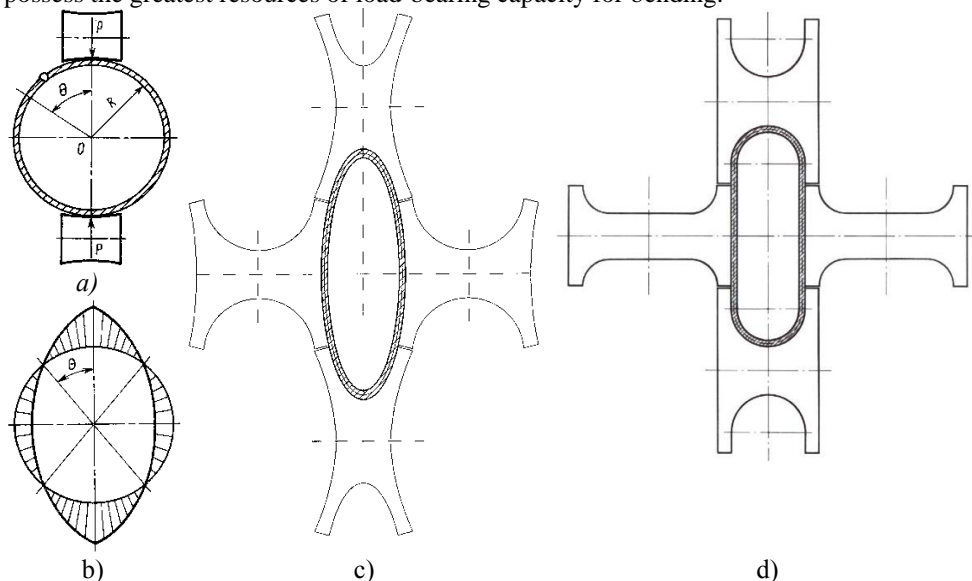 possess the greatest resources of load-bearing capacity for bending.
P
θ
R
O
P
a)
θ
b)
c)
d)